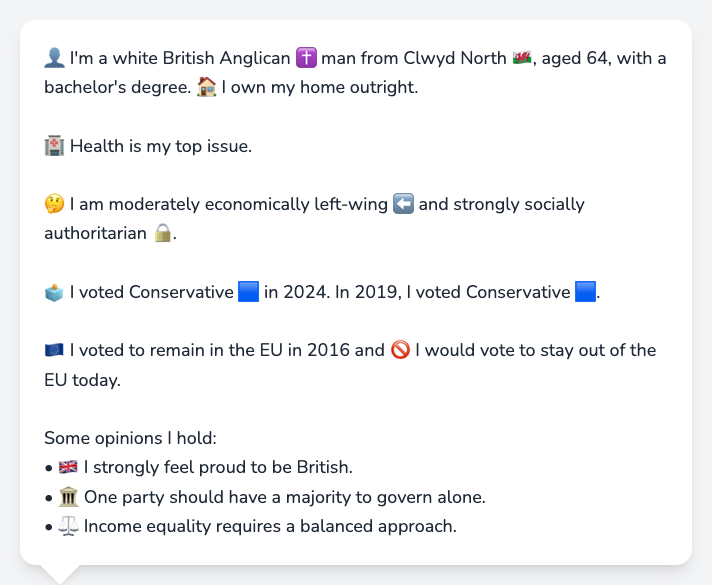 👤 I'm a white British Anglican ✝️ man from Clwyd North 🏴󠁧󠁢󠁷󠁬󠁳󠁿, aged 64, with a
bachelor's degree. 🏠 I own my home outright.
🏥 Health is my top issue.
🤔 I am moderately economically left-wing ⬅️ and strongly socially
authoritarian 🔒.
🗳️ I voted Conservative 🟦 in 2024. In 2019, I voted Conservative 🟦.
🇪🇺 I voted to remain in the EU in 2016 and 🚫 I would vote to stay out of the
EU today.
Some opinions I hold:
• 🇬🇧 I strongly feel proud to be British.
• 🏛️ One party should have a majority to govern alone.
• ⚖️ Income equality requires a balanced approach.